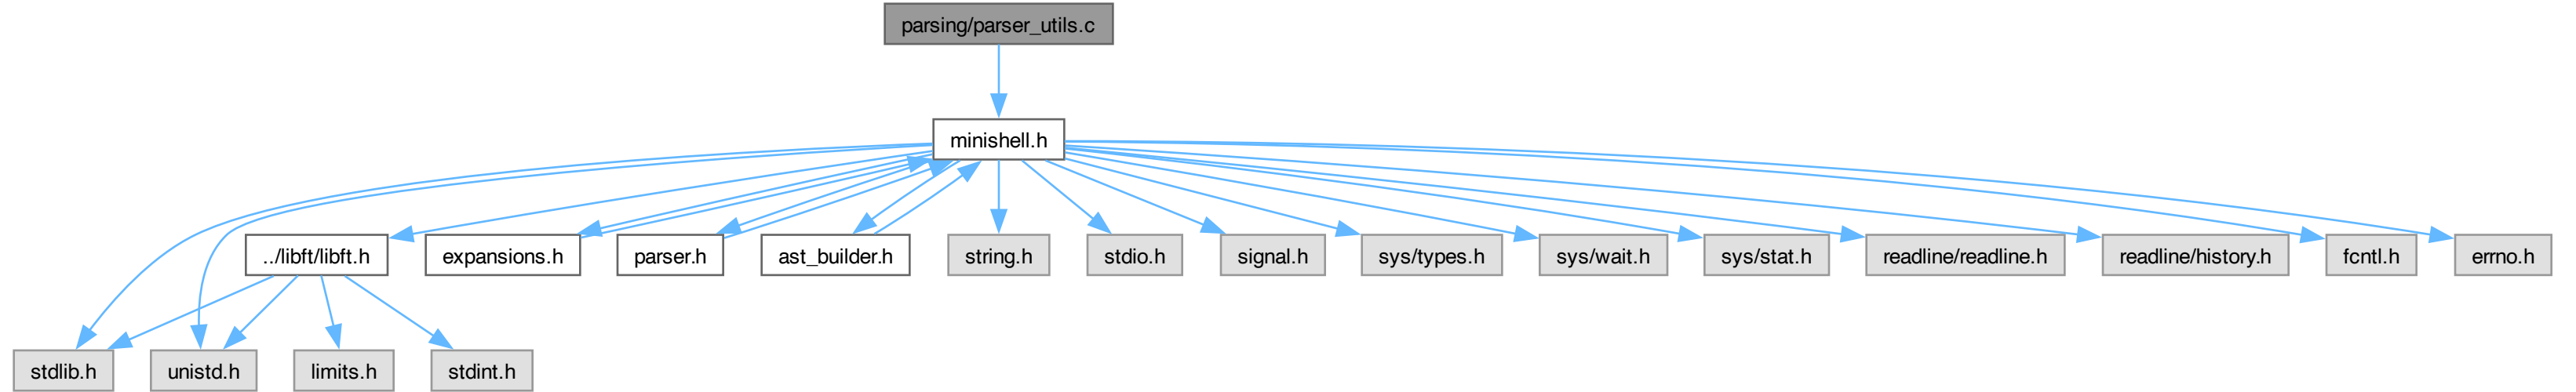 parsing/parser_utils.c
minishell.h
../libft/libft.h
expansions.h
parser.h
ast_builder.h
string.h
stdio.h
signal.h
sys/types.h
sys/wait.h
sys/stat.h
readline/readline.h
readline/history.h
fcntl.h
errno.h
stdlib.h
unistd.h
limits.h
stdint.h